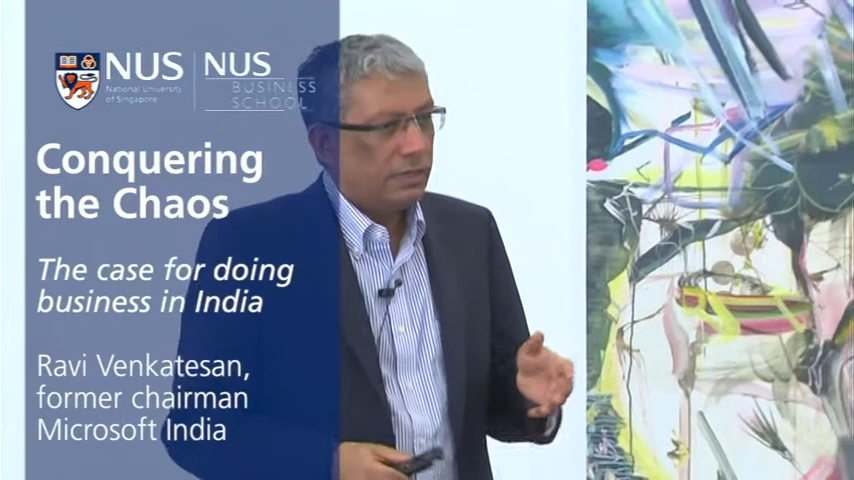 NUS
National University
of Singapore
NUS
BUSINESS
SCHOOL
Conquering
the Chaos
The case for doing
business in India
Ravi Venkatesan,
former chairman
Microsoft India